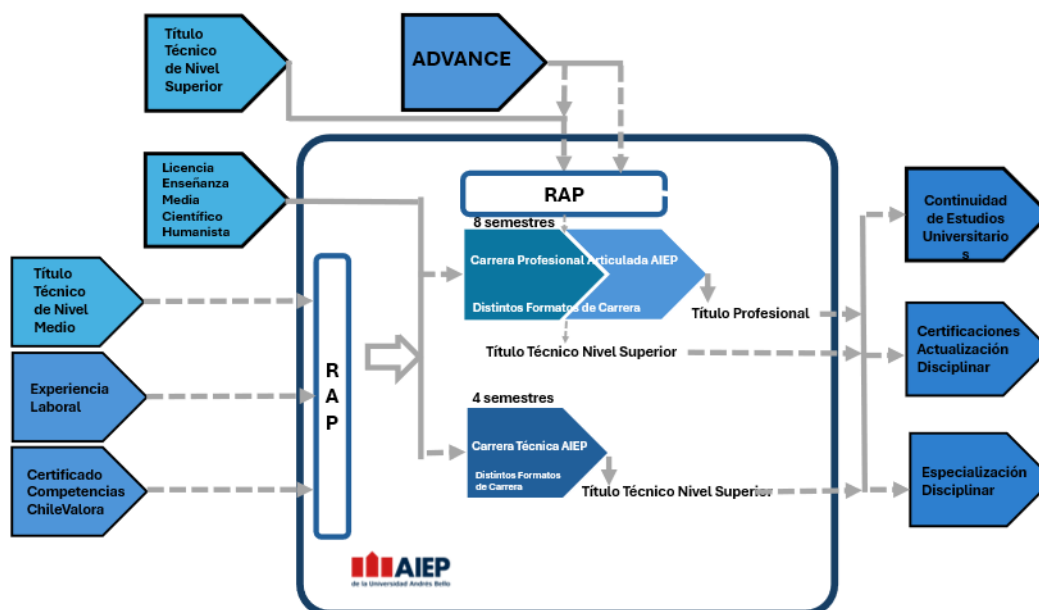 Título
Técnico
de Nivel
Superior
ADVANCE
Licencia
Enseñanza
Media
Científico
Humanista
RAP
8 semestres
Carrera Profesional Articulada AIEP
Distintos Formatos de Carrera
Título Profesional
Título Técnico Nivel Superior
Título
Técnico
de Nivel
Medio
Experiencia
Laboral
Certificado
Competencias
ChileValora
R
A
P
4 semestres
Carrera Técnica AIEP
Distintos Formatos
de Carrera
Título Técnico Nivel Superior
Continuidad
de Estudios
Universitario
s
Certificaciones
Actualización
Disciplinar
Especialización
Disciplinar
AIEP
de la Universidad Andrés Bello